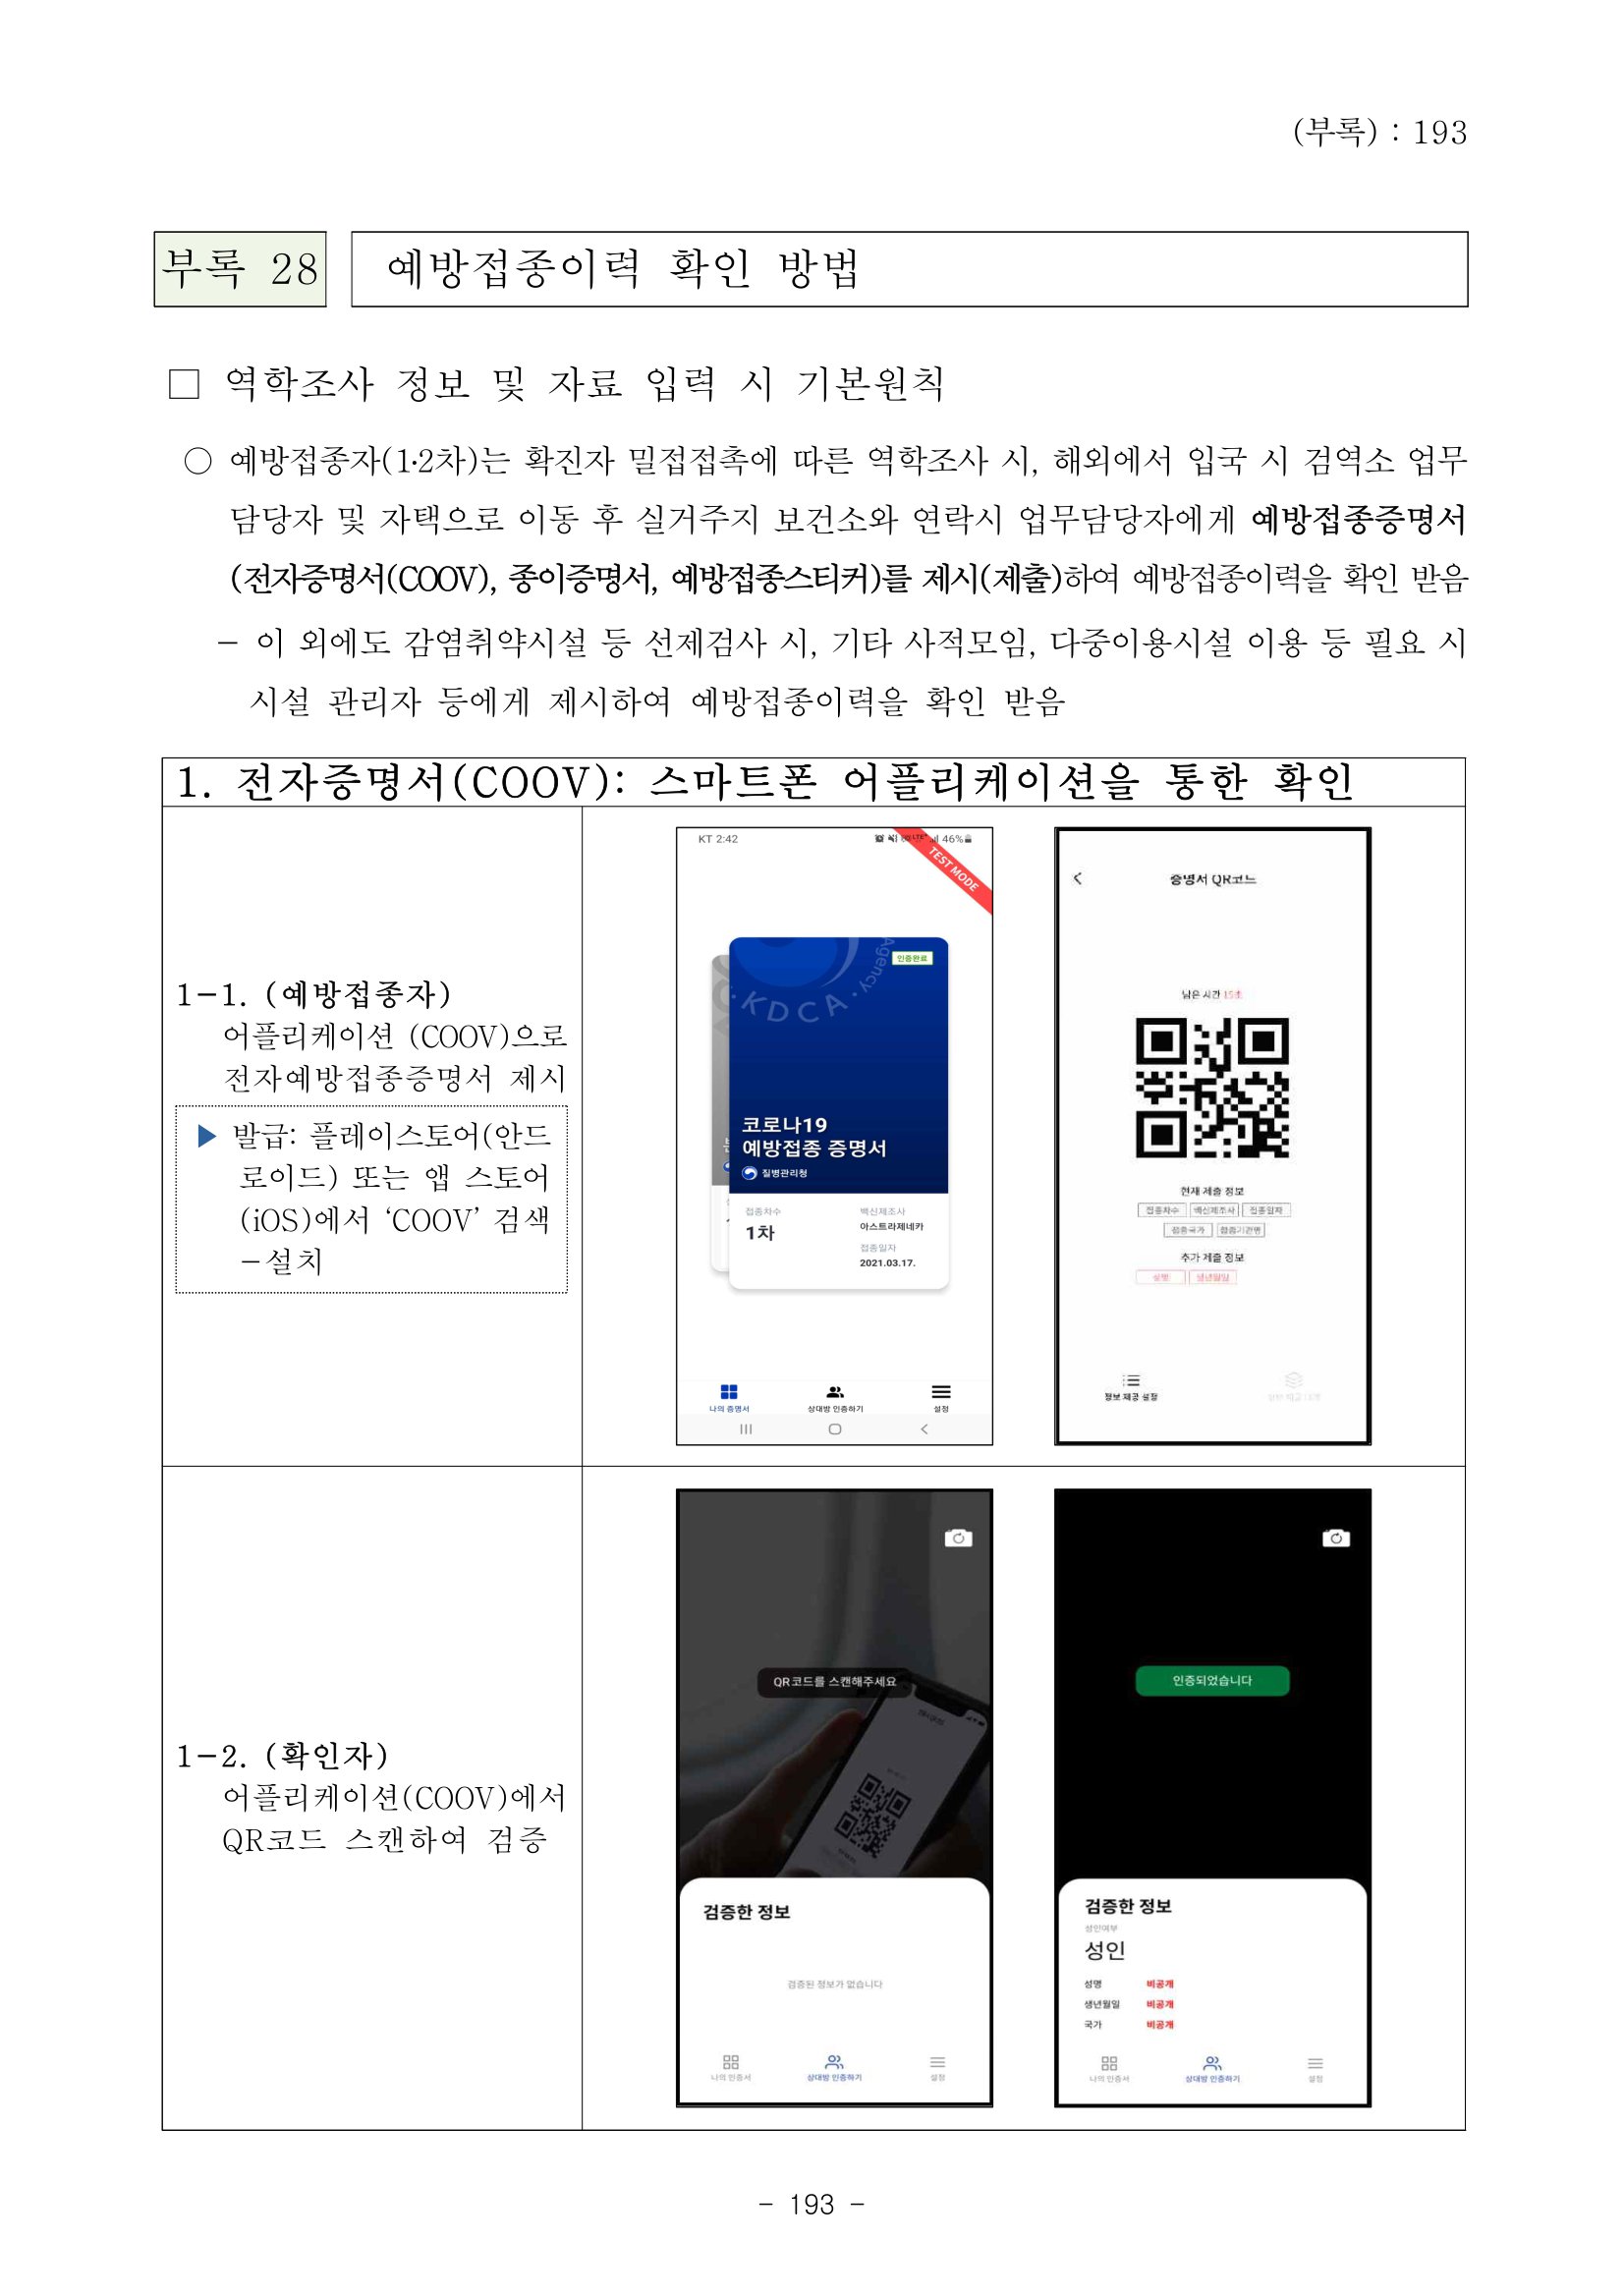 (부록) : 193
부록 28
예방접종이력 확인 방법
□ 역학조사 정보 및 자료 입력 시 기본원칙
○ 예방접종자(1·2차)는 확진자 밀접접촉에 따른 역학조사 시, 해외에서 입국 시 검역소 업무
담당자 및 자택으로 이동 후 실거주지 보건소와 연락시 업무담당자에게 예방접종증명서
(전자증명서(COOV), 종이증명서, 예방접종스티커)를 제시(제출)하여 예방접종이력을 확인 받음
- 이 외에도 감염취약시설 등 선제검사 시, 기타 사적모임, 다중이용시설 이용 등 필요 시
시설 관리자 등에게 제시하여 예방접종이력을 확인 받음
1. 전자증명서(COOV): 스마트폰 어플리케이션을 통한 확인
1-1. (예방접종자)
어플리케이션 (COOV)으로
전자예방접종증명서 제시
▶ 발급: 플레이스토어(안드
로이드) 또는 앱 스토어
(iOS)에서 ‘COOV’ 검색
-설치
KT 2:42
46%
TEST MODE
인증완료
KDCA · Agency
코로나19
예방접종 증명서
질병관리청
접종차수
1차
백신제조사
아스트라제네카
접종일자
2021.03.17.
나의 증명서 상대방 인증하기 설정
증명서 QR코드
남은 시간 15초
현재 제출 정보
접종차수 백신제조사 접종일자
접종국가 접종기관명
추가 제출 정보
성명 생년월일
정보 제공 설정
1-2. (확인자)
어플리케이션(COOV)에서
QR코드 스캔하여 검증
QR코드를 스캔해주세요
검증한 정보
검증된 정보가 없습니다
나의 인증서 상대방 인증하기 설정
인증되었습니다
검증한 정보
성인여부
성인
성명 비공개
생년월일 비공개
국가 비공개
나의 인증서 상대방 인증하기 설정
- 193 -